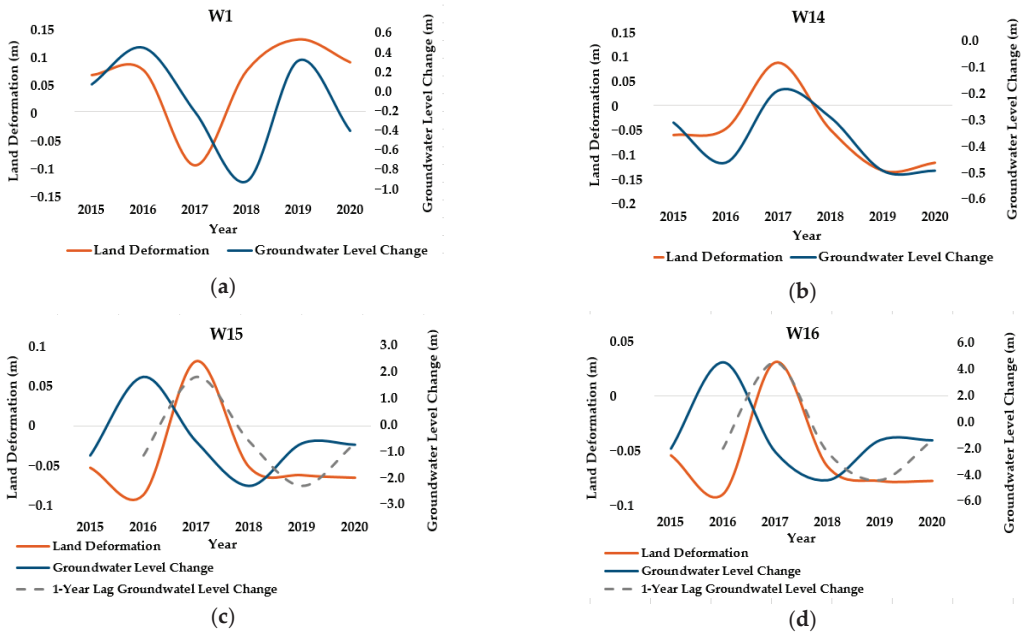 W1
Land Deformation (m)
0.15
0.1
0.05
0
−0.05
−0.1
−0.15
0.6
0.4
0.2
0.0
−0.2
−0.4
−0.6
−0.8
−1.0
Groundwater Level Change (m)
2015 2016 2017 2018 2019 2020
Year
Land Deformation Groundwater Level Change
(a)
W14
Land Deformation (m)
0.15
0.1
0.05
0
−0.05
−0.1
−0.15
−0.2
0.0
−0.1
−0.2
−0.3
−0.4
−0.5
−0.6
Groundwater Level Change (m)
2015 2016 2017 2018 2019 2020
Year
Land Deformation Groundwater Level Change
(b)
W15
Land Deformation (m)
0.1
0.05
0
−0.05
−0.1
3.0
2.0
1.0
0.0
−1.0
−2.0
−3.0
Groundwater Level Change (m)
2015 2016 2017 2018 2019 2020
Year
Land Deformation
Groundwater Level Change
1-Year Lag Groundwatel Level Change
(c)
W16
Land Deformation (m)
0.05
0
−0.05
−0.1
6.0
4.0
2.0
0.0
−2.0
−4.0
−6.0
Groundwater Level Change (m)
2015 2016 2017 2018 2019 2020
Year
Land Deformation
Groundwater Level Change
1-Year Lag Groundwatel Level Change
(d)